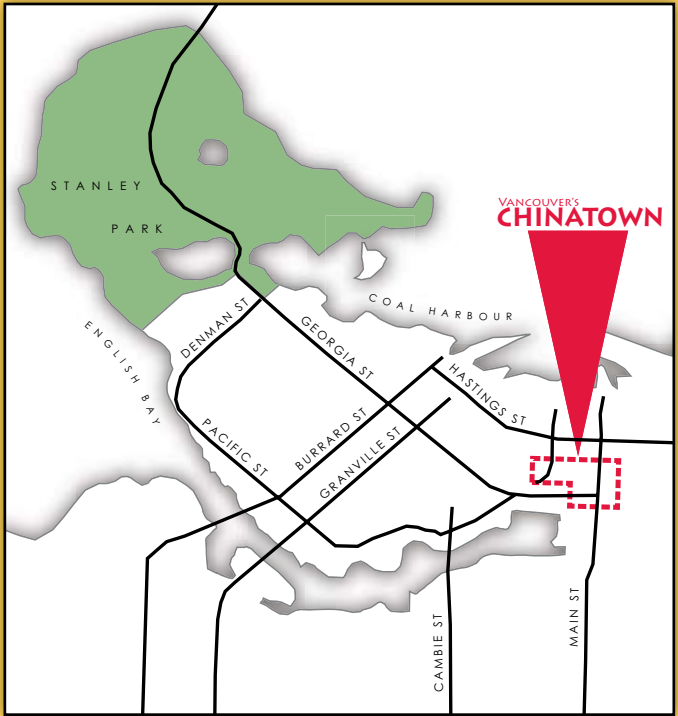 STANLEY
PARK
VANCOUVER'S
CHINATOWN
COAL HARBOUR
ENGLISH BAY
DENMAN ST
GEORGIA ST
HASTINGS ST
PACIFIC ST
BURRARD ST
GRANVILLE ST
CAMBIE ST
MAIN ST